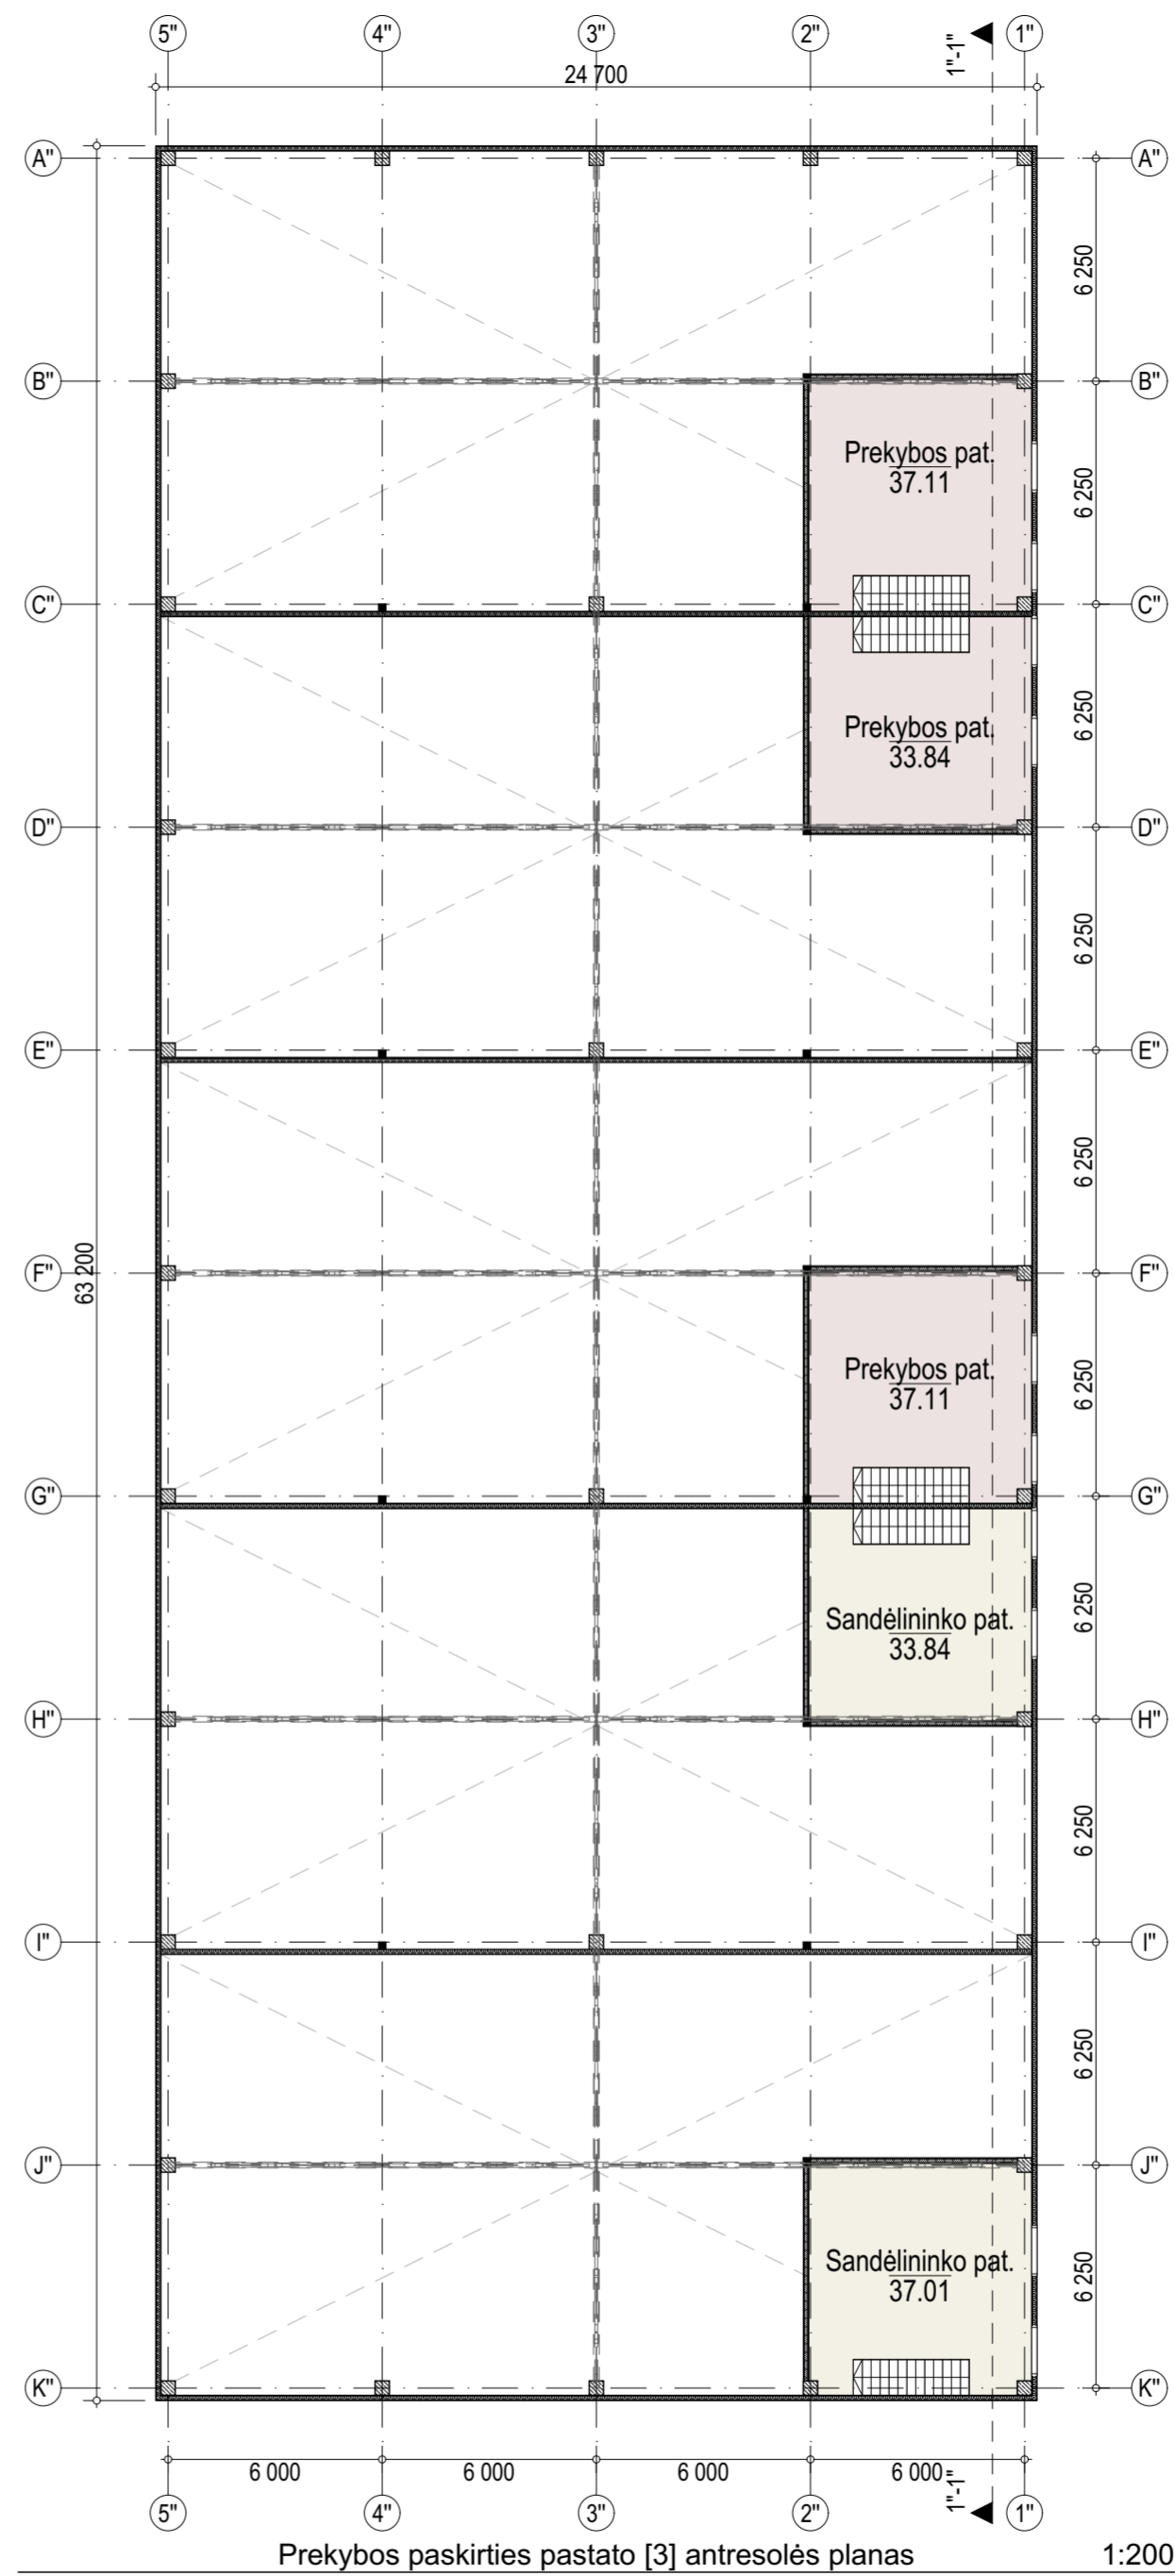 5" 4" 3" 2" 1"-1" 1"
24 700
A" A"
6 250
B" B"
Prekybos pat.
37.11
6 250
C" C"
6 250
Prekybos pat.
33.84
D" D"
6 250
E" E"
6 250
F" 63 200 F"
Prekybos pat.
37.11
6 250
G" G"
6 250
Sandėlininko pat.
33.84
H" H"
6 250
I" I"
6 250
J" J"
Sandėlininko pat.
37.01
6 250
K" K"
6 000 6 000 6 000 6 000
5" 4" 3" 2" 1"-1" 1"
Prekybos paskirties pastato [3] antresolės planas 1:200